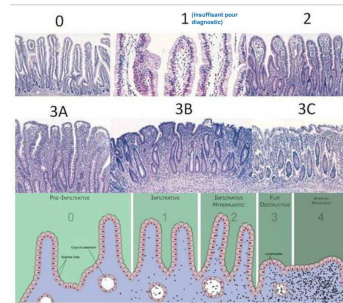 0
1 (insuffisant pour
diagnostic)
2
3A
3B
3C
PRE-INFILTRATIVE
0
INFILTRATIVE
1
INFILTRATIVE
HYPERPLASTIC
2
FLAT
DESTRUCTIVE
3
4